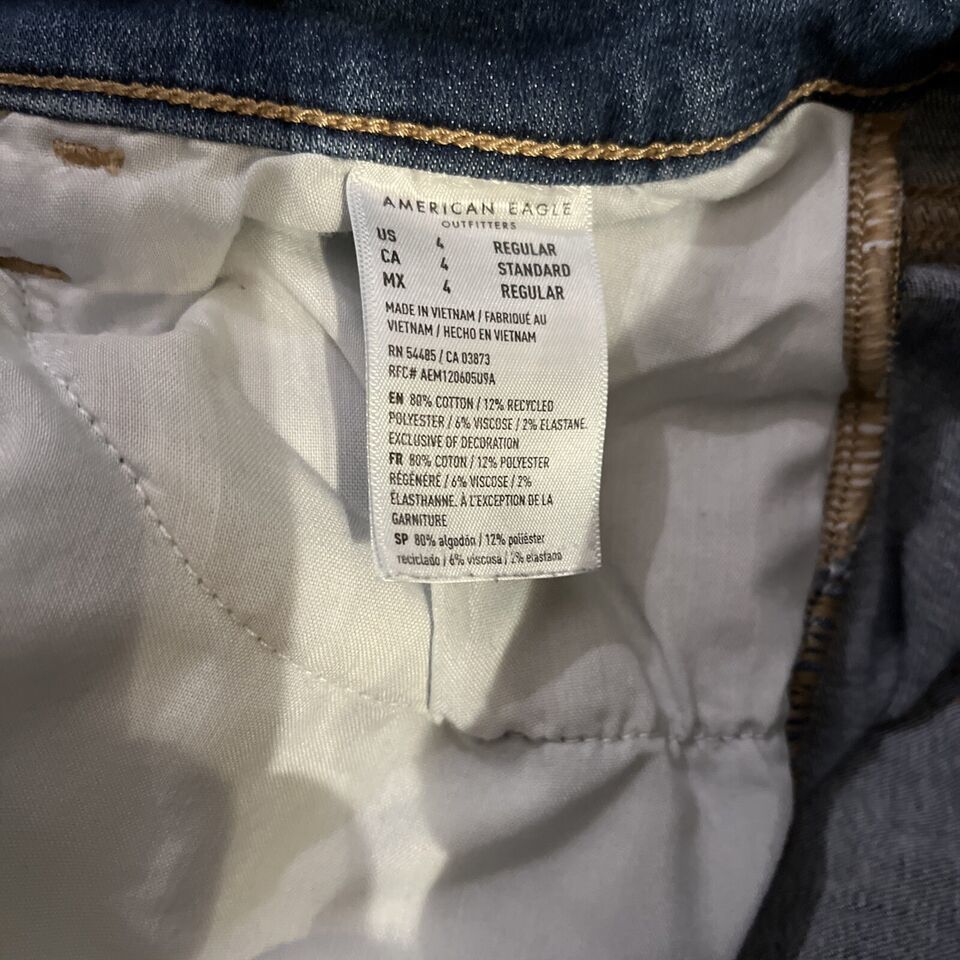 AMERICAN EAGLE
OUTFITTERS
US 4 REGULAR
CA 4 STANDARD
MX 4 REGULAR
MADE IN VIETNAM / FABRIQUÉ AU
VIETNAM / HECHO EN VIETNAM
RN 54485 / CA 03873
RFC# AEM120605U9A
EN 80% COTTON / 12% RECYCLED
POLYESTER / 6% VISCOSE / 2% ELASTANE.
EXCLUSIVE OF DECORATION
FR 80% COTON / 12% POLYESTER
RÉGÉNÉRÉ / 6% VISCOSE / 2%
ÉLASTHANNE. À L'EXCEPTION DE LA
GARNITURE
SP 80% algodón / 12% poliéster
reciclado / 6% viscosa / 2% elastano